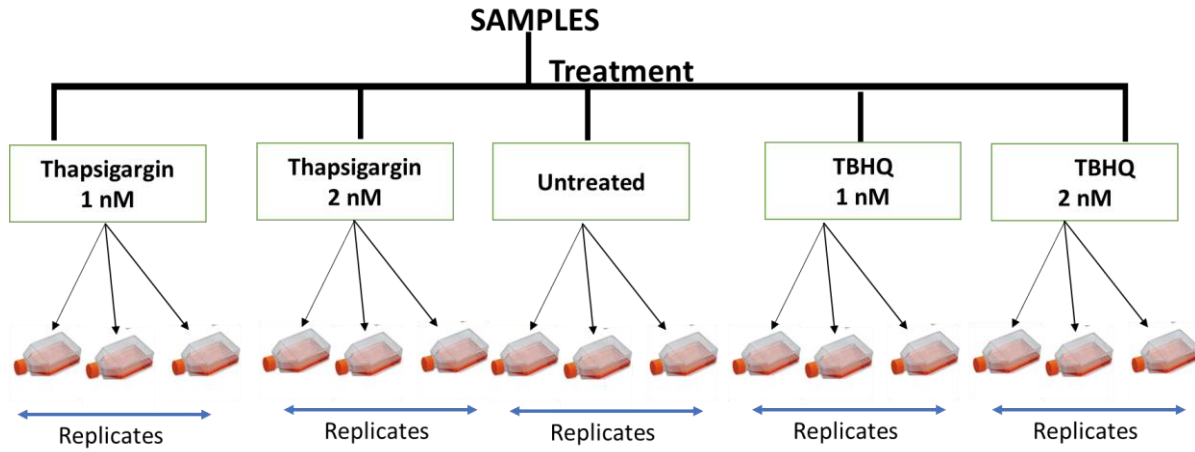 SAMPLES
Treatment
Thapsigargin
1 nM
Thapsigargin
2 nM
Untreated
TBHQ
1 nM
TBHQ
2 nM
Replicates
Replicates
Replicates
Replicates
Replicates